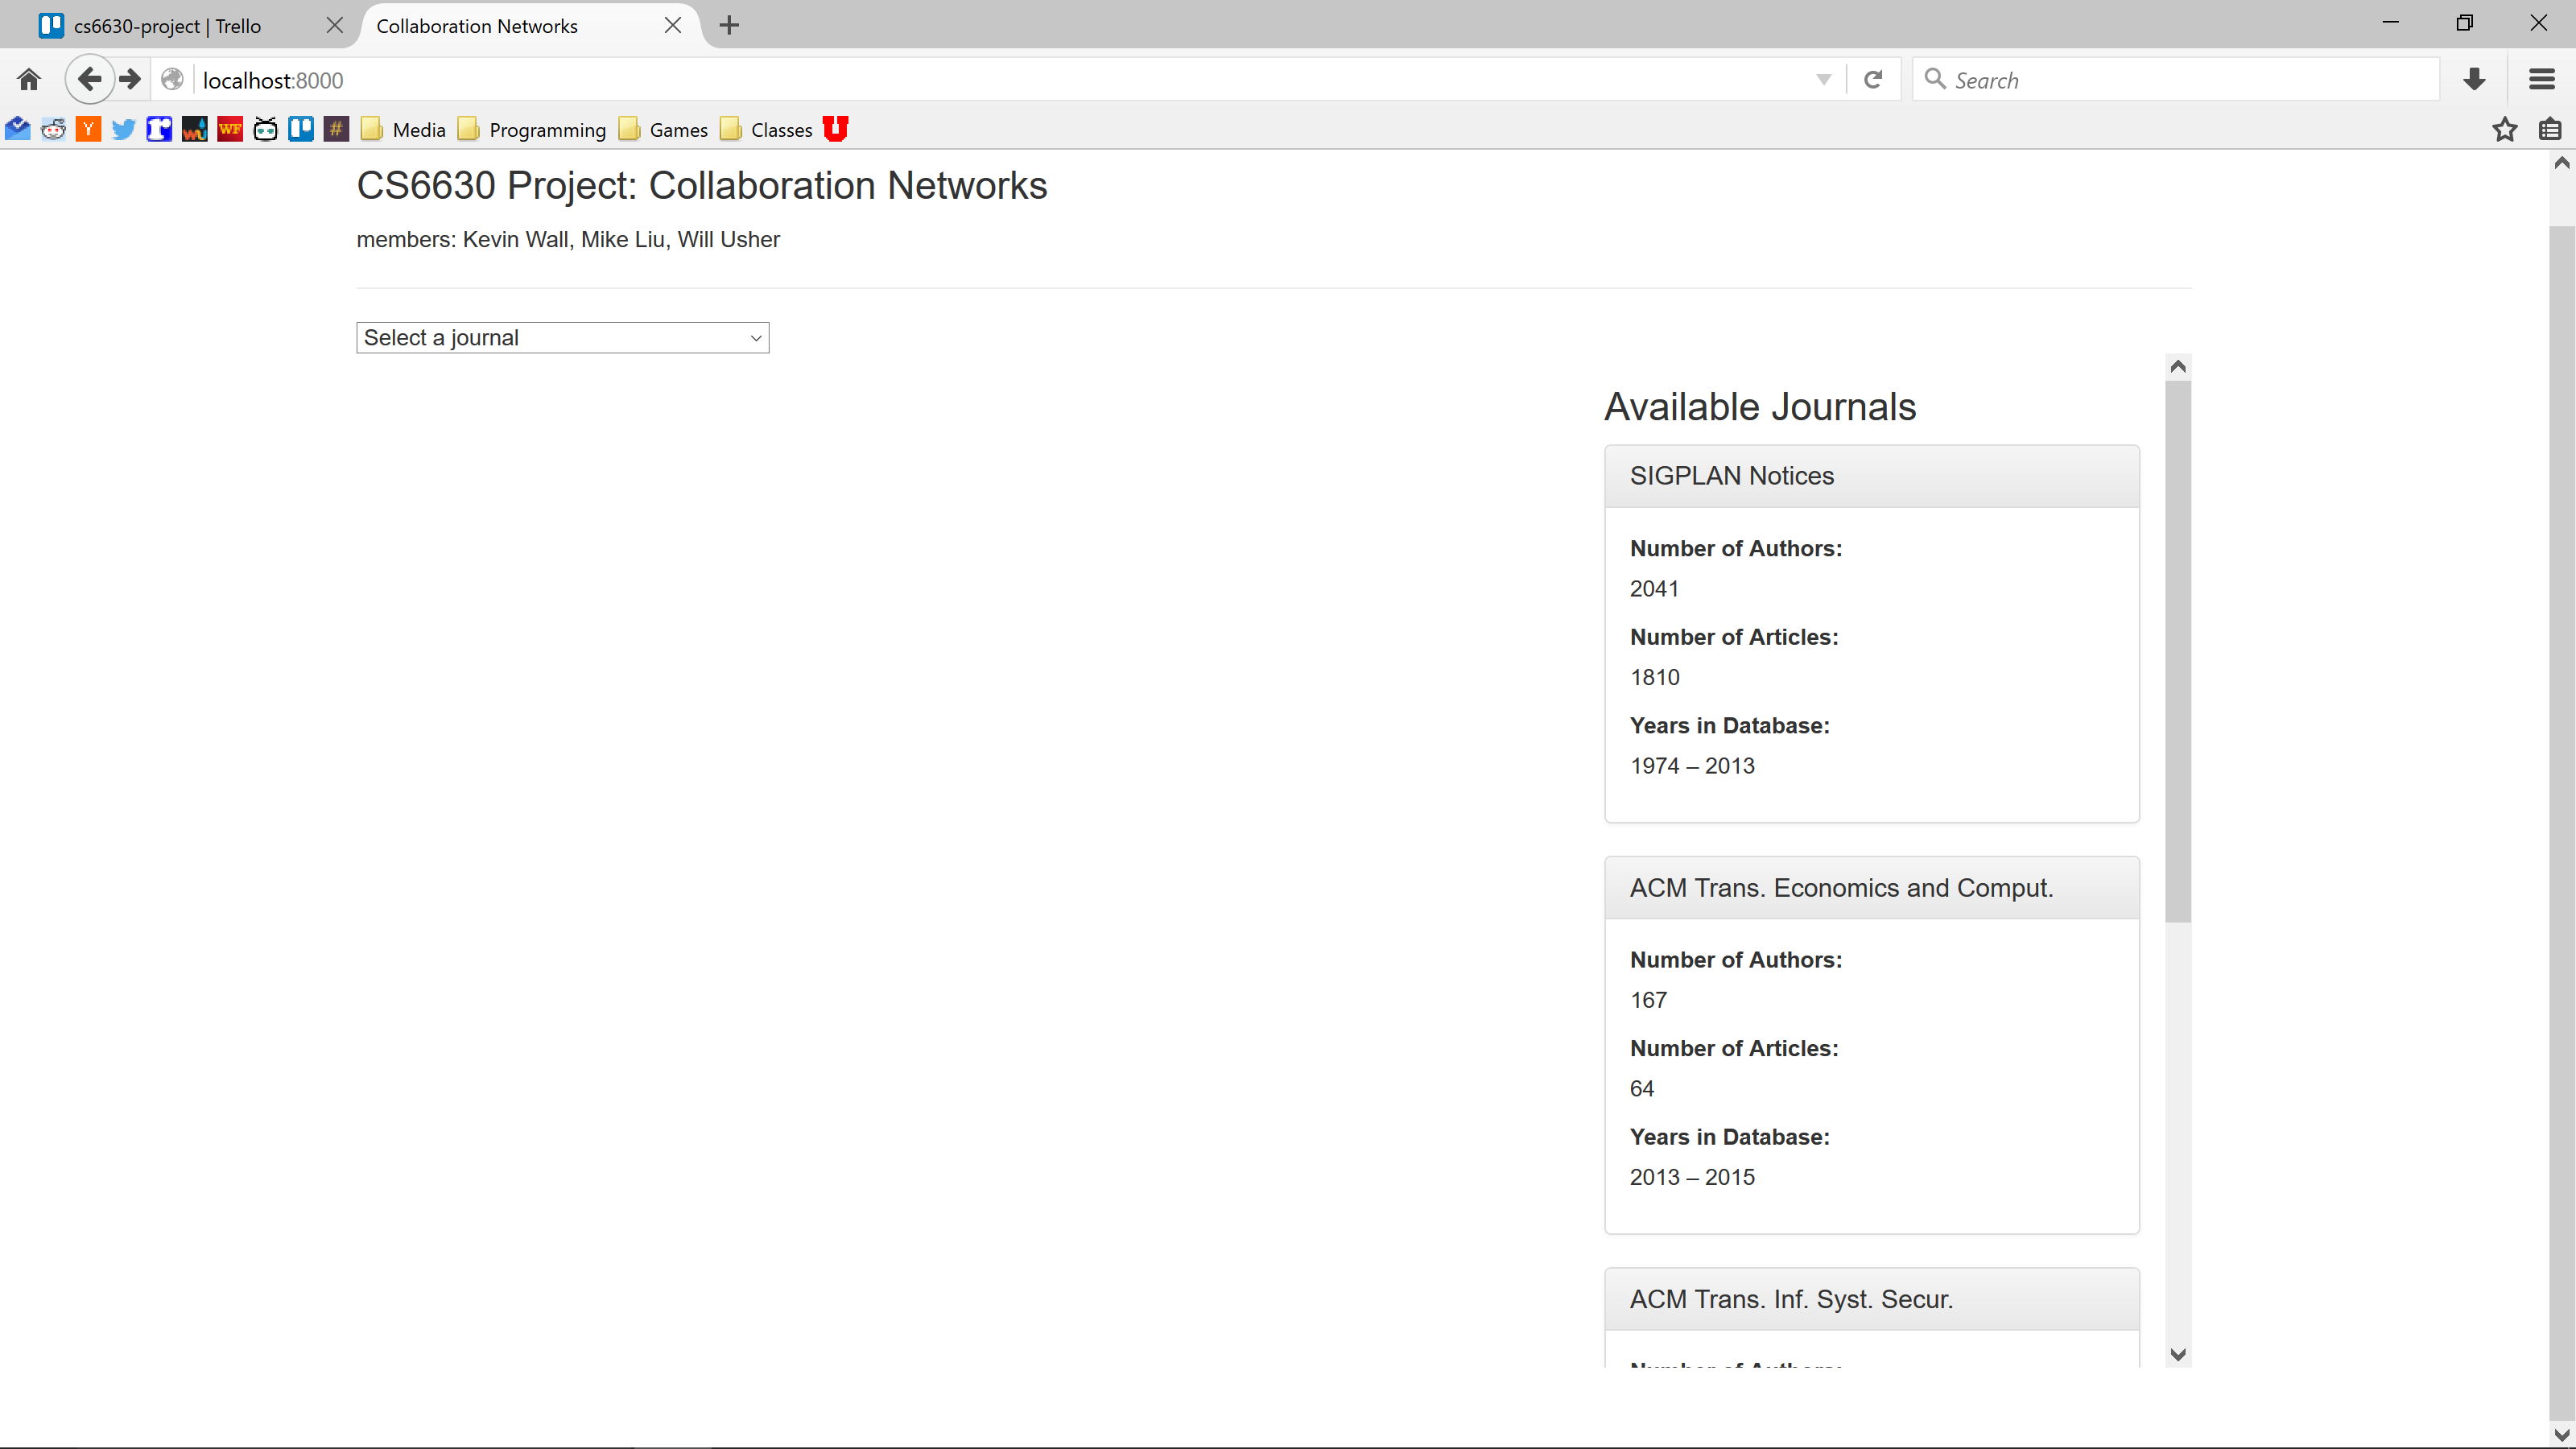 cs6630-project | Trello
Collaboration Networks
localhost:8000
Search
Y
WF
#
Media
Programming
Games
Classes
U
CS6630 Project: Collaboration Networks
members: Kevin Wall, Mike Liu, Will Usher
Select a journal
Available Journals
SIGPLAN Notices
Number of Authors:
2041
Number of Articles:
1810
Years in Database:
1974 – 2013
ACM Trans. Economics and Comput.
Number of Authors:
167
Number of Articles:
64
Years in Database:
2013 – 2015
ACM Trans. Inf. Syst. Secur.
Number of Authors: